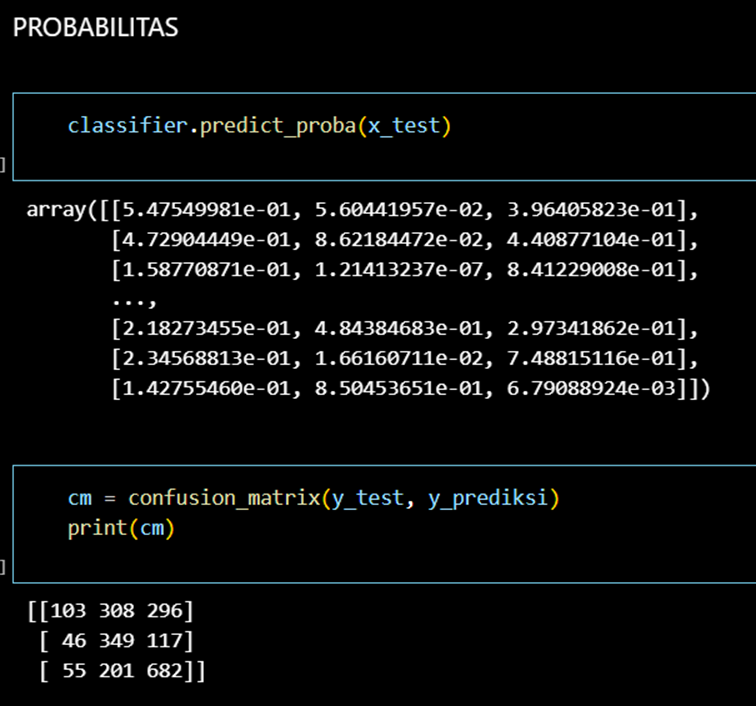 PROBABILITAS
classifier.predict_proba(x_test)
]
array([[5.47549981e-01, 5.60441957e-02, 3.96405823e-01],
[4.72904449e-01, 8.62184472e-02, 4.40877104e-01],
[1.58770871e-01, 1.21413237e-07, 8.41229008e-01],
...,
[2.18273455e-01, 4.84384683e-01, 2.97341862e-01],
[2.34568813e-01, 1.66160711e-02, 7.48815116e-01],
[1.42755460e-01, 8.50453651e-01, 6.79088924e-03]])
cm = confusion_matrix(y_test, y_prediksi)
print(cm)
]
[[103 308 296]
[ 46 349 117]
[ 55 201 682]]